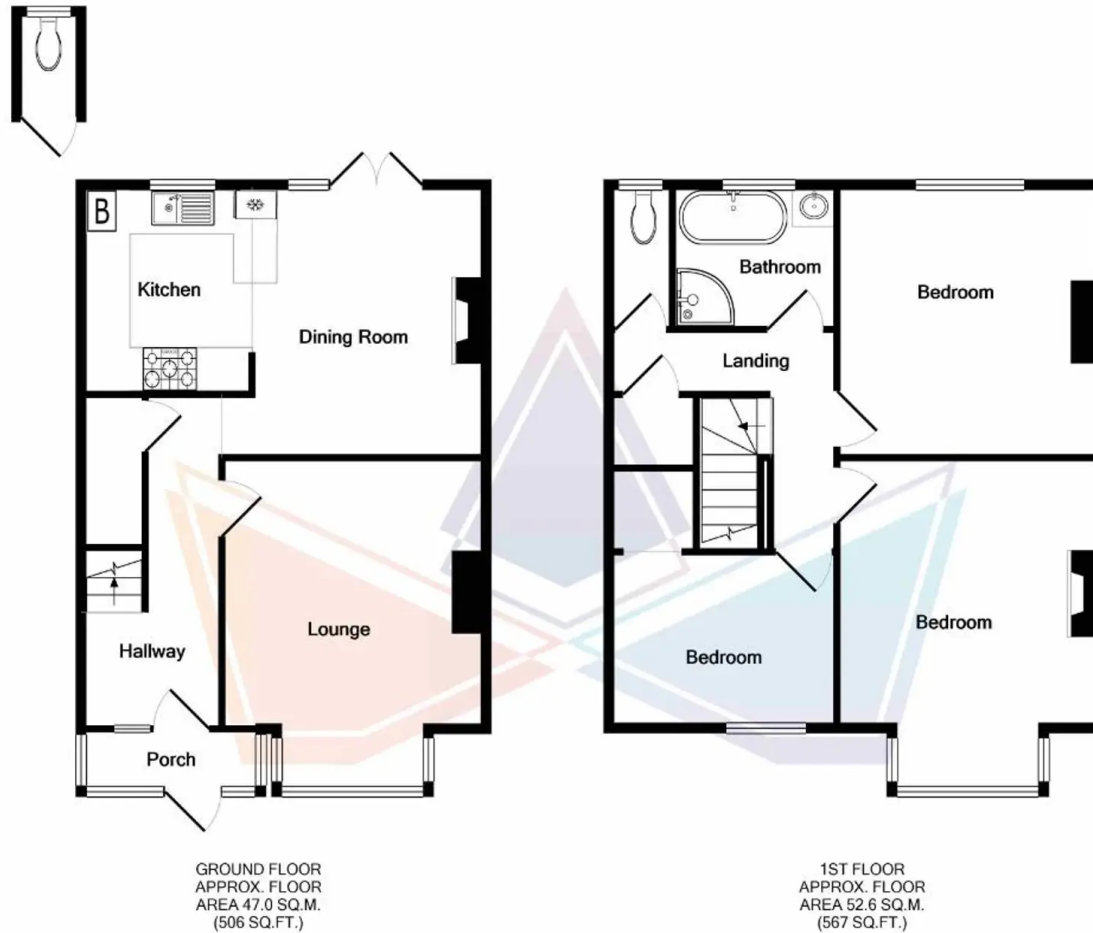 B
Kitchen
Dining Room
Lounge
Hallway
Porch
GROUND FLOOR
APPROX. FLOOR
AREA 47.0 SQ.M.
(506 SQ.FT.)
Bathroom
Bedroom
Landing
Bedroom
Bedroom
1ST FLOOR
APPROX. FLOOR
AREA 52.6 SQ.M.
(567 SQ.FT.)